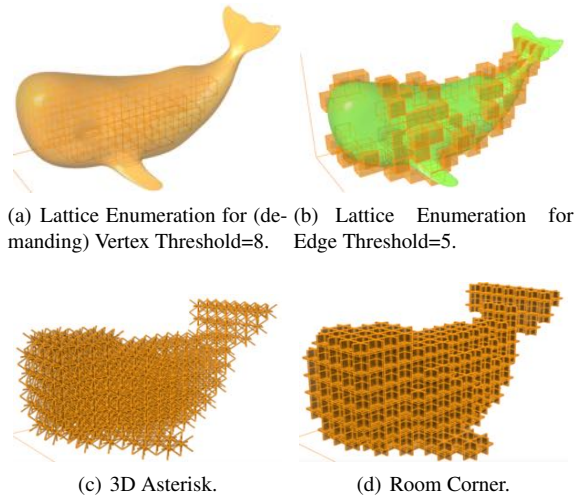 (a) Lattice Enumeration for (de-
manding) Vertex Threshold=8.
(b) Lattice Enumeration for
Edge Threshold=5.
(c) 3D Asterisk.
(d) Room Corner.